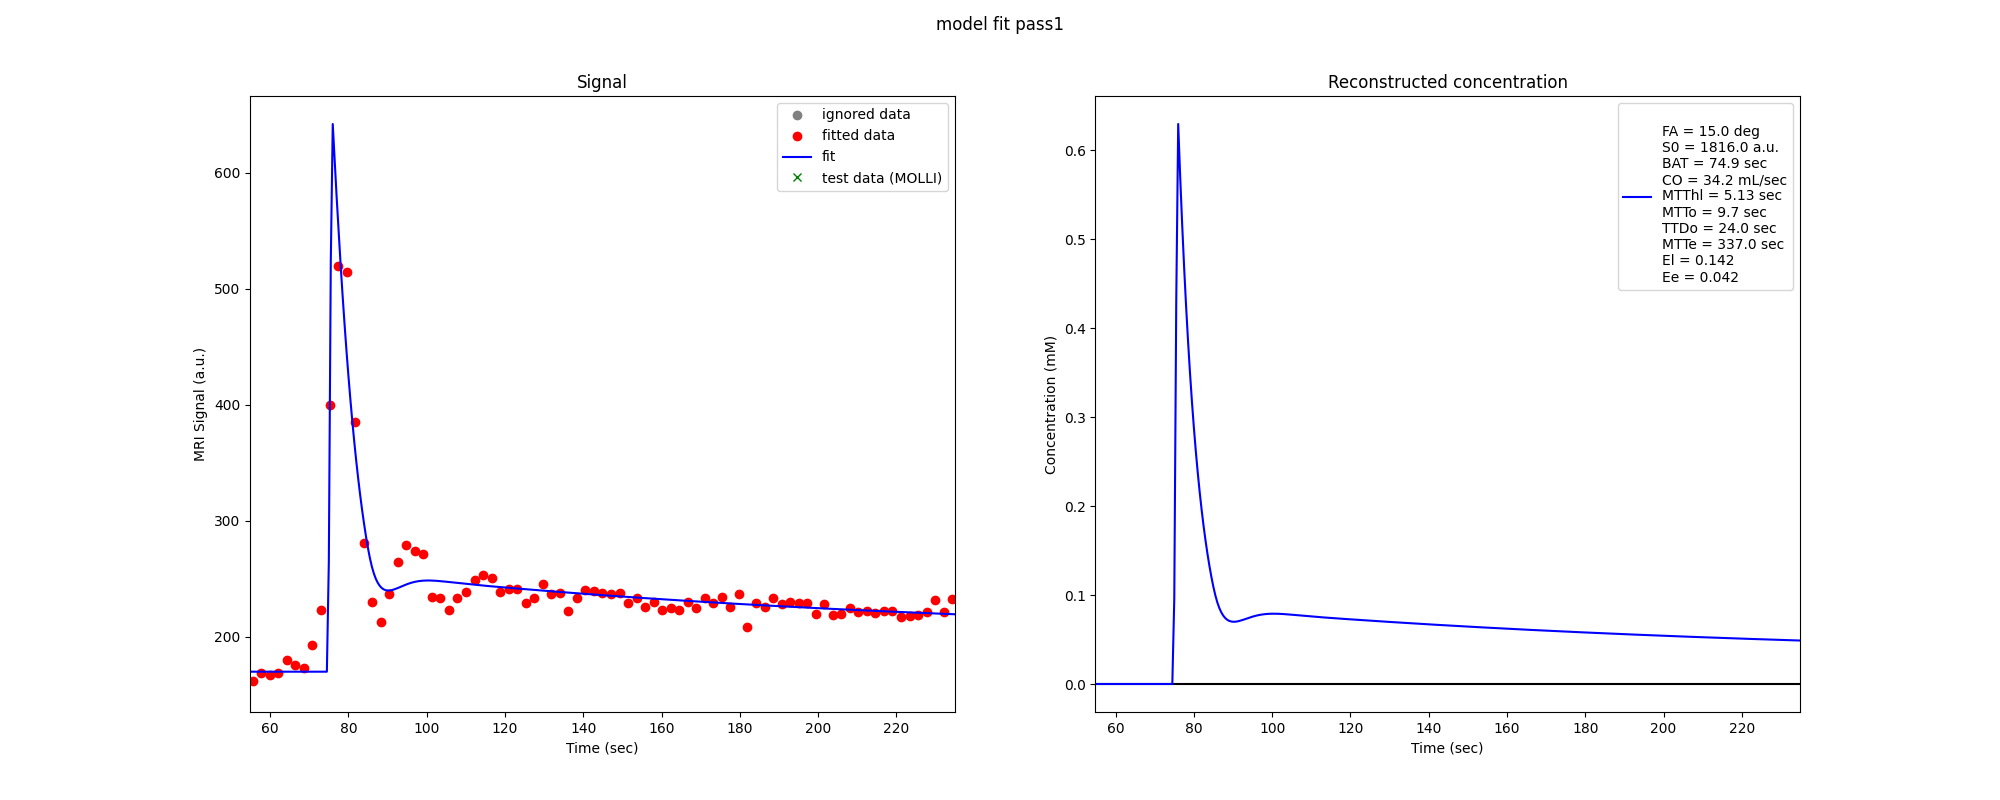 model fit pass1
Signal
MRI Signal (a.u.)
600
500
400
300
200
60 80 100 120 140 160 180 200 220
Time (sec)
ignored data
fitted data
fit
test data (MOLLI)
Reconstructed concentration
Concentration (mM)
0.6
0.5
0.4
0.3
0.2
0.1
0.0
60 80 100 120 140 160 180 200 220
Time (sec)
FA = 15.0 deg
S0 = 1816.0 a.u.
BAT = 74.9 sec
CO = 34.2 mL/sec
MTThl = 5.13 sec
MTTo = 9.7 sec
TTDo = 24.0 sec
MTTe = 337.0 sec
El = 0.142
Ee = 0.042